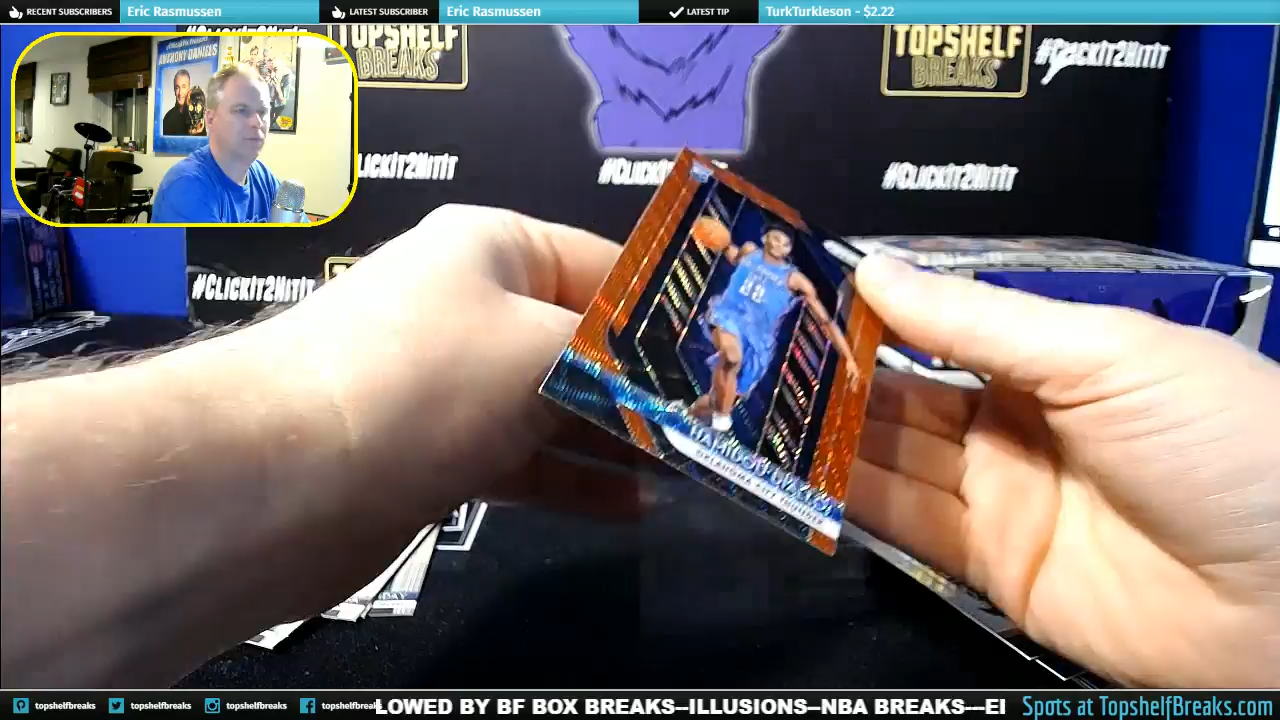 RECENT SUBSCRIBERS Eric Rasmussen LATEST SUBSCRIBER Eric Rasmussen LATEST TIP TurkTurkleson - $2.22
ANTHONY DANIELS
TOPSHELF
BREAKS
TOPSHELF
BREAKS
#CLICKIT2HITIT
#CLICKIT2HITIT
#CLICKIT2HITIT
#CLICKIT2HITIT
#CLICKIT2HITIT
OKLAHOMA CITY THUNDER
topshelfbreaks topshelfbreaks topshelfbreaks topshelfbreaks LOWED BY BF BOX BREAKS--ILLUSIONS--NBA BREAKS---EI Spots at TopshelfBreaks.com